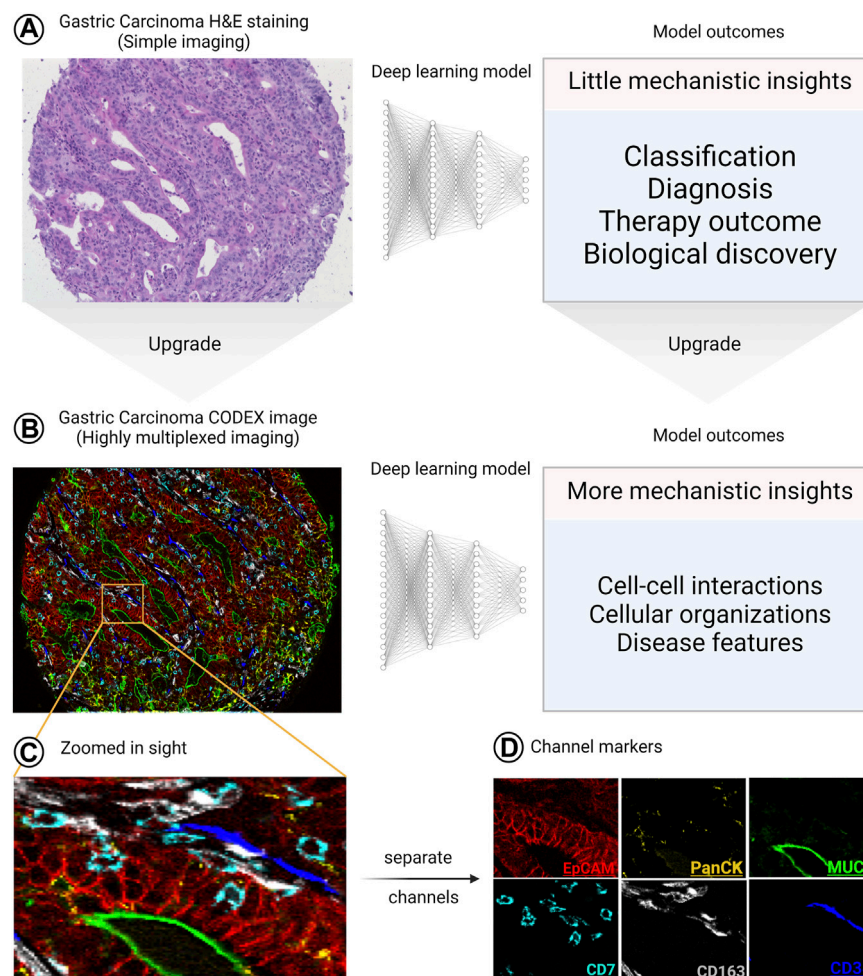 A
Gastric Carcinoma H&E staining
(Simple imaging)
Deep learning model
Model outcomes
Little mechanistic insights
Classification
Diagnosis
Therapy outcome
Biological discovery
Upgrade
Upgrade
B
Gastric Carcinoma CODEX image
(Highly multiplexed imaging)
Deep learning model
Model outcomes
More mechanistic insights
Cell-cell interactions
Cellular organizations
Disease features
C
Zoomed in sight
separate
channels
D
Channel markers
EpCAM
PanCK
MUC
CD7
CD163
CD3